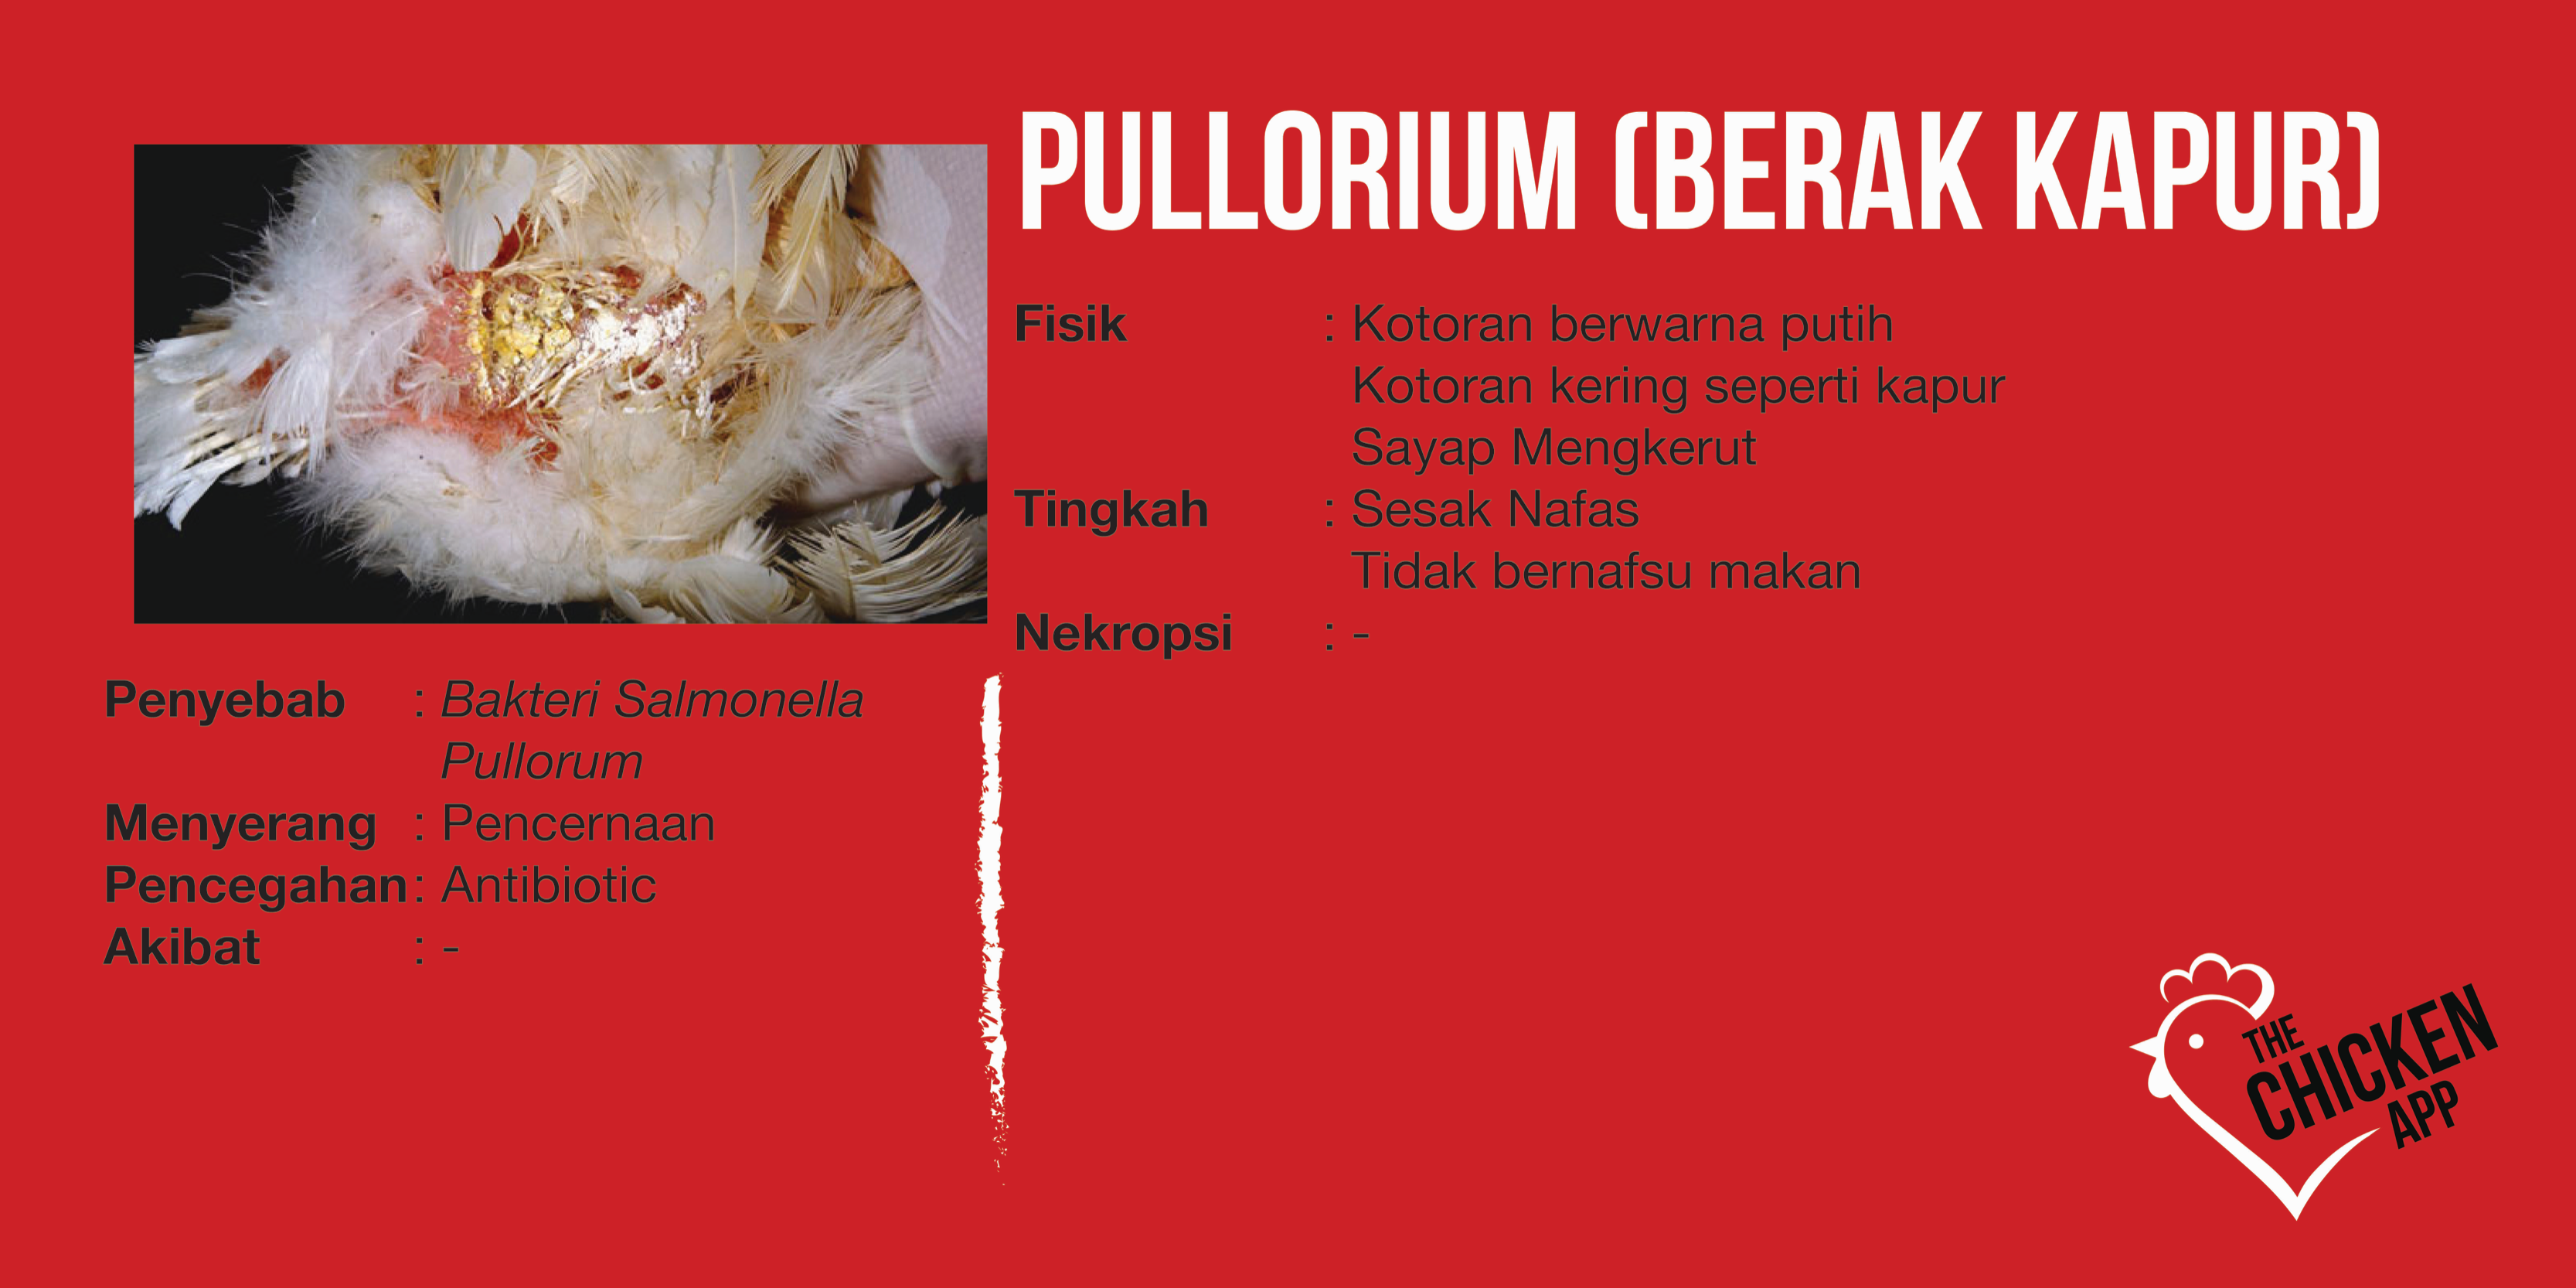 PULLORIUM (BERAK KAPUR)
Fisik : Kotoran berwarna putih
Kotoran kering seperti kapur
Sayap Mengkerut
Tingkah : Sesak Nafas
Tidak bernafsu makan
Nekropsi : -
Penyebab : Bakteri Salmonella
Pullorum
Menyerang : Pencernaan
Pencegahan : Antibiotic
Akibat : -
THE
CHICKEN
APP